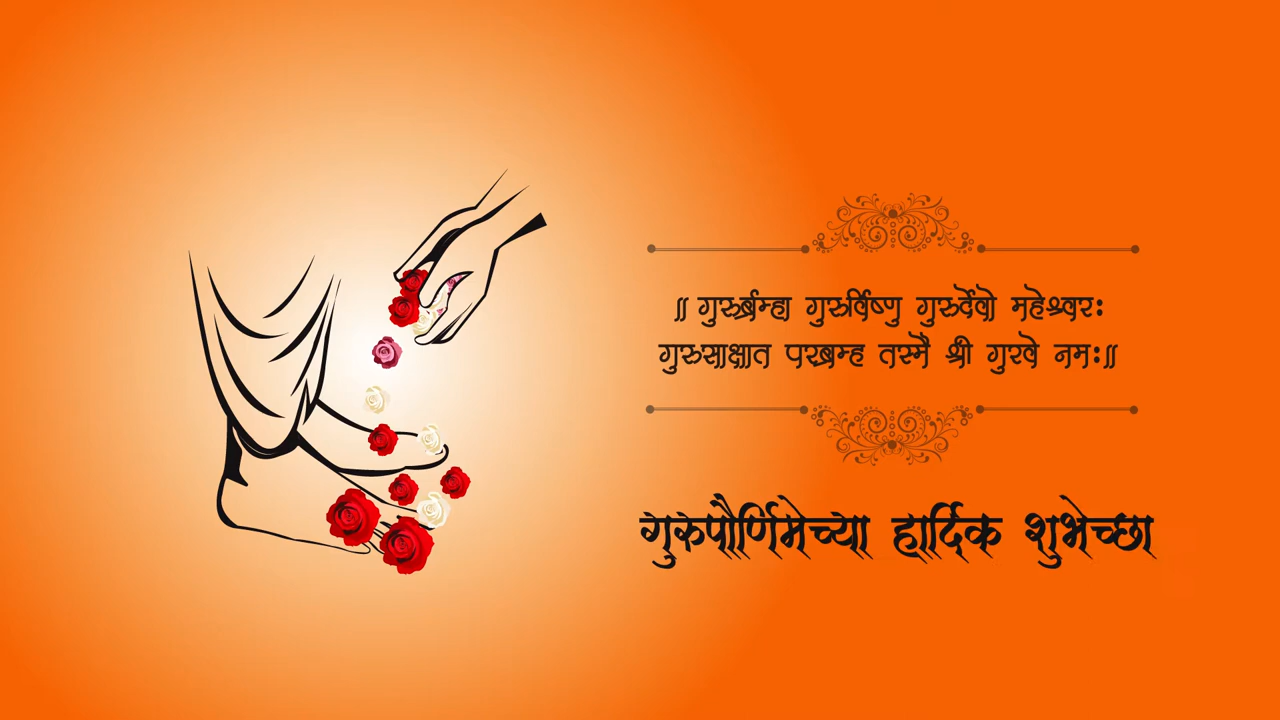 ॥ गुरुर्ब्रम्हा गुरुर्विष्णु गुरुर्देवो महेश्वरः
गुरुसाक्षात परब्रम्ह तस्मै श्री गुरवे नमः॥
गुरुपौर्णिमेच्या हार्दिक शुभेच्छा